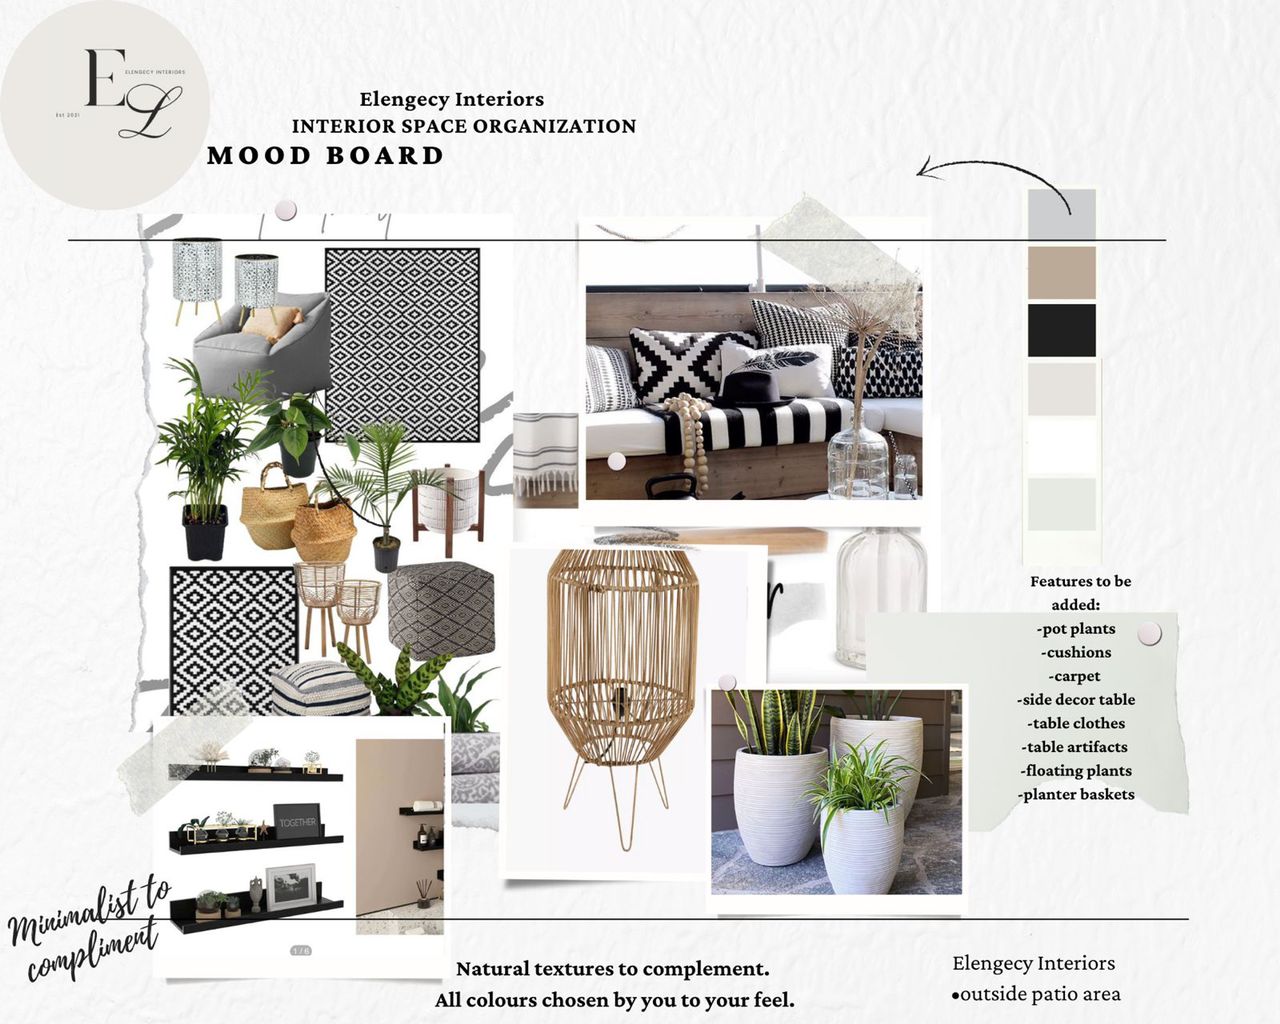 E
ELENGECY INTERIORS
L
Est 2021
Elengecy Interiors
INTERIOR SPACE ORGANIZATION
MOOD BOARD
Features to be
added:
-pot plants
-cushions
-carpet
-side decor table
-table clothes
-table artifacts
-floating plants
-planter baskets
TOGETHER
1 / 6
Minimalist to
compliment
Natural textures to complement.
All colours chosen by you to your feel.
Elengecy Interiors
•outside patio area